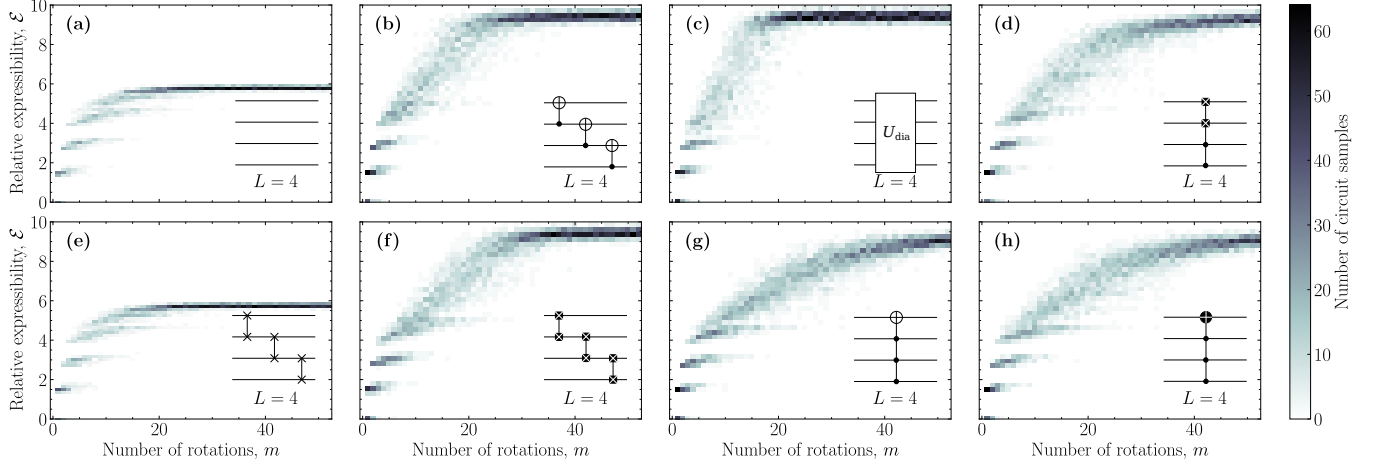 Relative expressibility, ℰ
10
8
6
4
2
0
(a)
L = 4
(b)
L = 4
(c)
U_dia
L = 4
(d)
L = 4
Relative expressibility, ℰ
10
8
6
4
2
0
(e)
L = 4
(f)
L = 4
(g)
L = 4
(h)
L = 4
0 20 40
0 20 40
0 20 40
0 20 40
Number of rotations, m
Number of rotations, m
Number of rotations, m
Number of rotations, m
60
50
40
30
20
10
0
Number of circuit samples